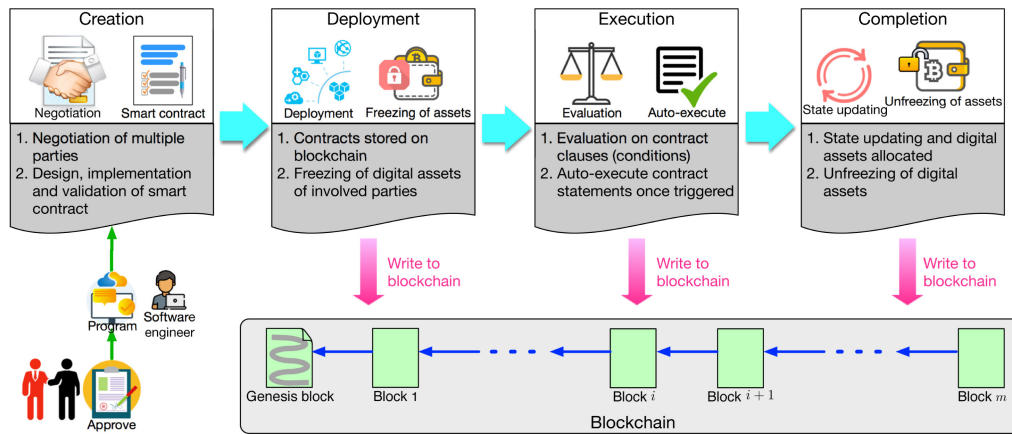 Creation
Negotiation
Smart contract
1. Negotiation of multiple
parties
2. Design, implementation
and validation of smart
contract
Deployment
Deployment
Freezing of assets
1. Contracts stored on
blockchain
2. Freezing of digital assets
of involved parties
Execution
Evaluation
Auto-execute
1. Evaluation on contract
clauses (conditions)
2. Auto-execute contract
statements once triggered
Completion
State updating
Unfreezing of assets
1. State updating and digital
assets allocated
2. Unfreezing of digital
assets
Write to
blockchain
Write to
blockchain
Write to
blockchain
Program
Software
engineer
Approve
Genesis block
Block 1
Block i
Block i + 1
Block m
Blockchain